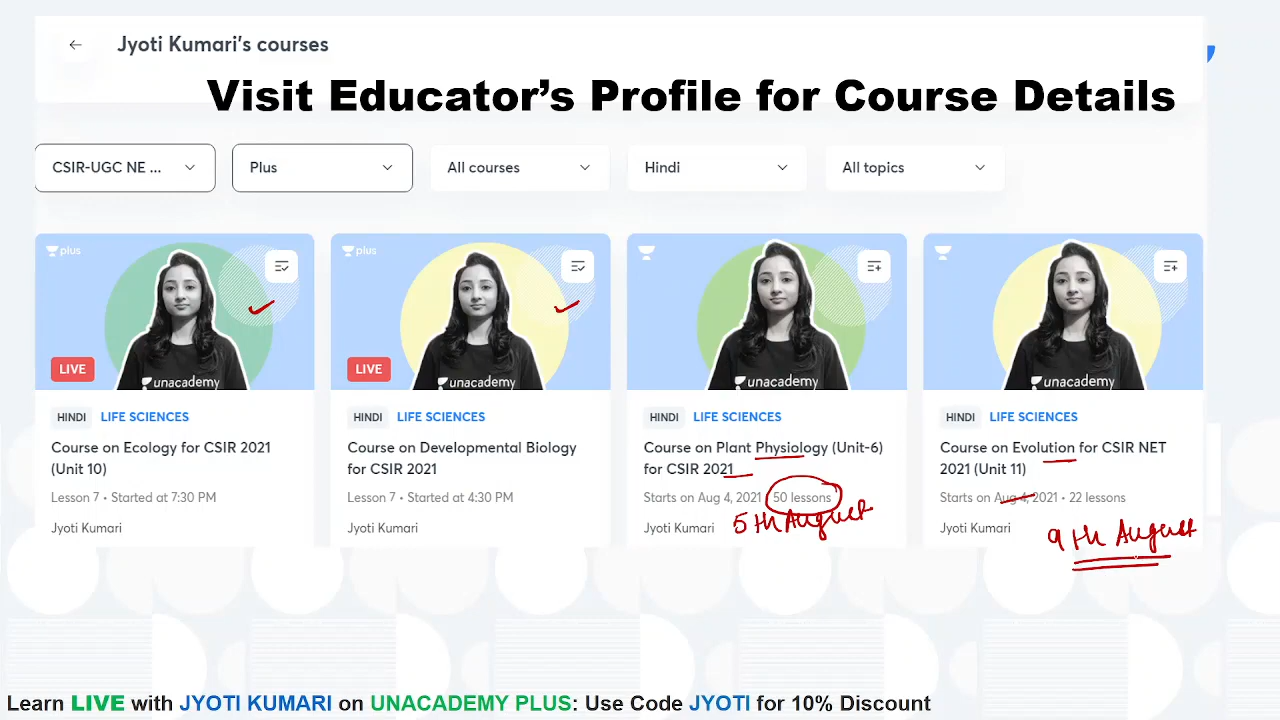 Jyoti Kumari's courses
Visit Educator's Profile for Course Details
CSIR-UGC NE ...
Plus
All courses
Hindi
All topics
plus
LIVE
unacademy
HINDI LIFE SCIENCES
Course on Ecology for CSIR 2021
(Unit 10)
Lesson 7 • Started at 7:30 PM
Jyoti Kumari
plus
LIVE
unacademy
HINDI LIFE SCIENCES
Course on Developmental Biology
for CSIR 2021
Lesson 7 • Started at 4:30 PM
Jyoti Kumari
unacademy
HINDI LIFE SCIENCES
Course on Plant Physiology (Unit-6)
for CSIR 2021
Starts on Aug 4, 2021 • 50 lessons
5th August
Jyoti Kumari
unacademy
HINDI LIFE SCIENCES
Course on Evolution for CSIR NET
2021 (Unit 11)
Starts on Aug 4, 2021 • 22 lessons
Jyoti Kumari
9th August
Learn LIVE with JYOTI KUMARI on UNACADEMY PLUS: Use Code JYOTI for 10% Discount